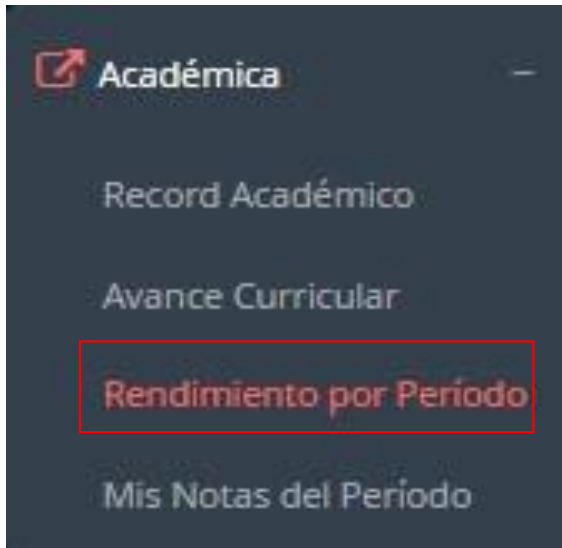 Académica
Record Académico
Avance Curricular
Rendimiento por Período
Mis Notas del Período